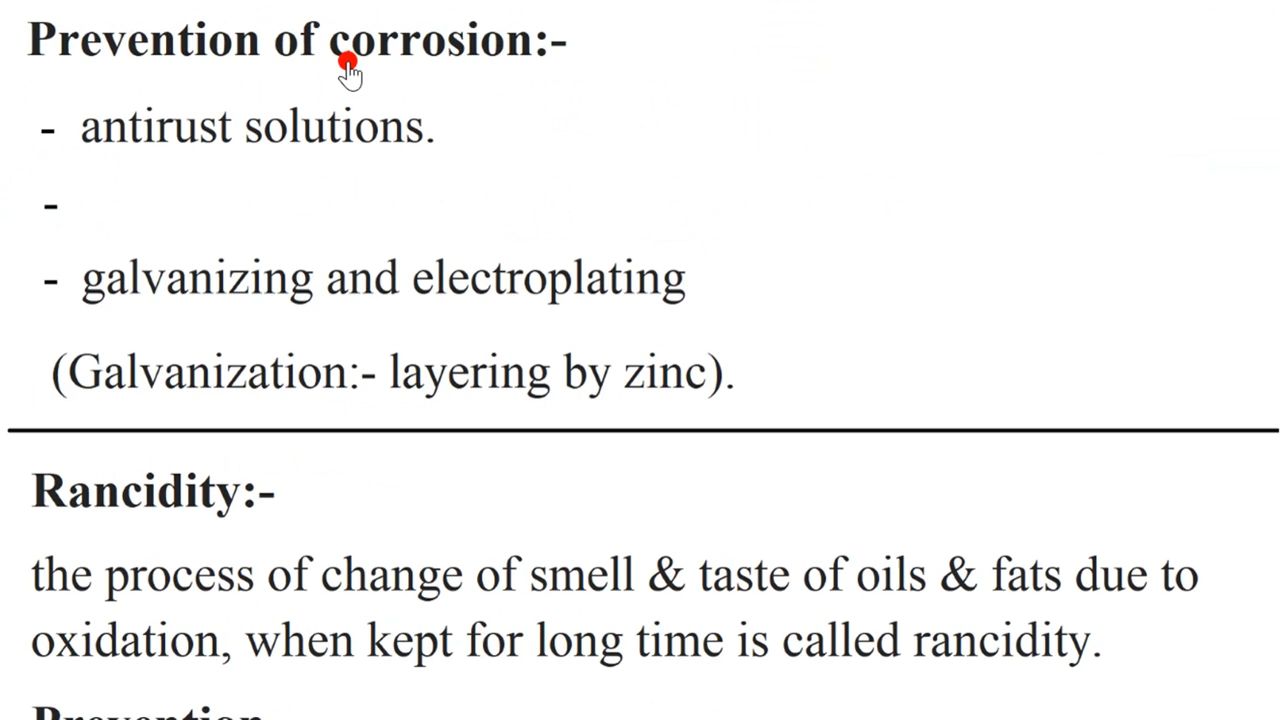 Prevention of corrosion:-
- antirust solutions.
-
- galvanizing and electroplating
(Galvanization:- layering by zinc).
Rancidity:-
the process of change of smell & taste of oils & fats due to
oxidation, when kept for long time is called rancidity.
Prevention